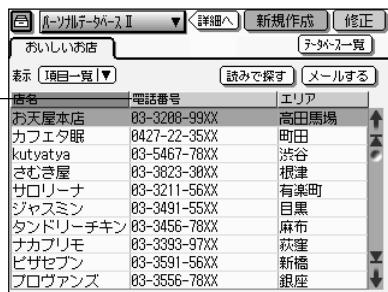 パーソナルデータベース II ▼ 詳細へ 新規作成 修正
おいしいお店 データベース一覧
表示 項目一覧 ▼ 読みで探す メールする
店名 電話番号 エリア
お天屋本店 03-3208-99XX 高田馬場
カフェタ眠 0427-22-35XX 町田
kutyatya 03-5467-78XX 渋谷
さむき屋 03-3823-30XX 根津
サロリーナ 03-3211-56XX 有楽町
ジャスミン 03-3491-55XX 目黒
タンドリーチキン 03-3456-78XX 麻布
ナカプリモ 03-3393-97XX 荻窪
ピザセブン 03-3591-56XX 新橋
プロヴァンズ 03-3556-78XX 銀座